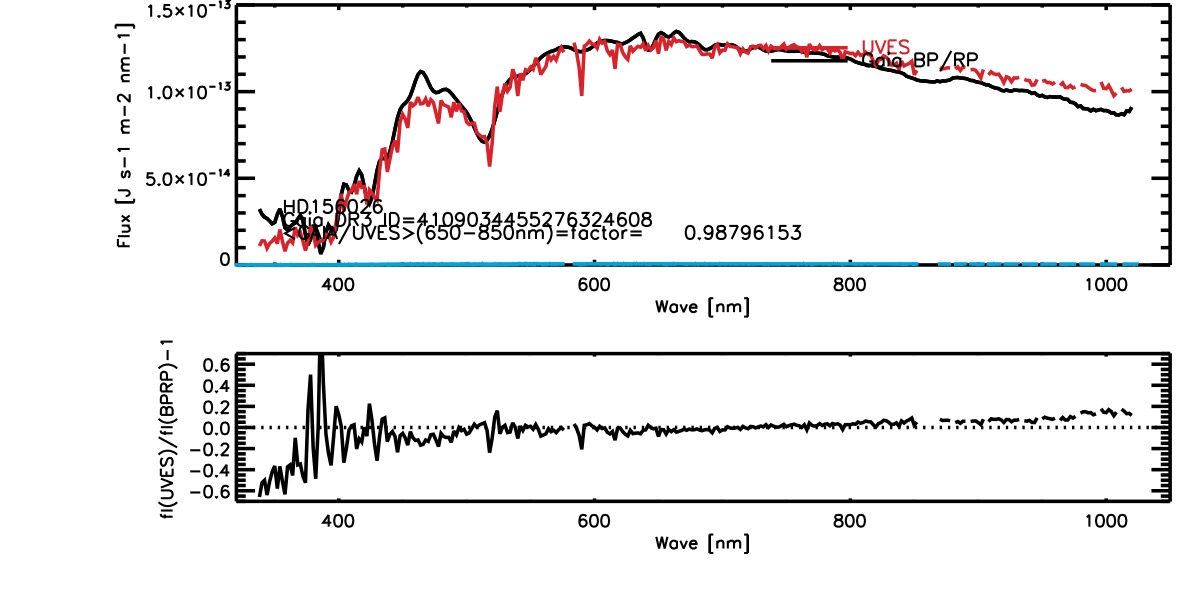 1.5×10−13
1.0×10−13
5.0×10−14
0
Flux [J s−1 m−2 nm−1]
UVES
Gaia BP/RP
HD156026
Gaia DR3 ID=4109034455276324608
/UVES>(650−850nm)=factor= 0.98796153
400 600 800 1000
Wave [nm]
fl(UVES)/fl(BPRP)−1
0.6
0.4
0.2
0.0
−0.2
−0.4
−0.6
400 600 800 1000
Wave [nm]